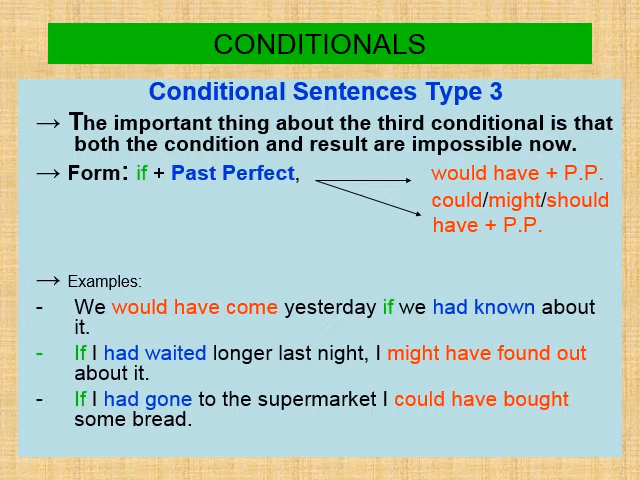 CONDITIONALS
Conditional Sentences Type 3
→ The important thing about the third conditional is that
both the condition and result are impossible now.
→ Form: if + Past Perfect, would have + P.P.
could/might/should
have + P.P.
→ Examples:
- We would have come yesterday if we had known about
it.
- If I had waited longer last night, I might have found out
about it.
- If I had gone to the supermarket I could have bought
some bread.